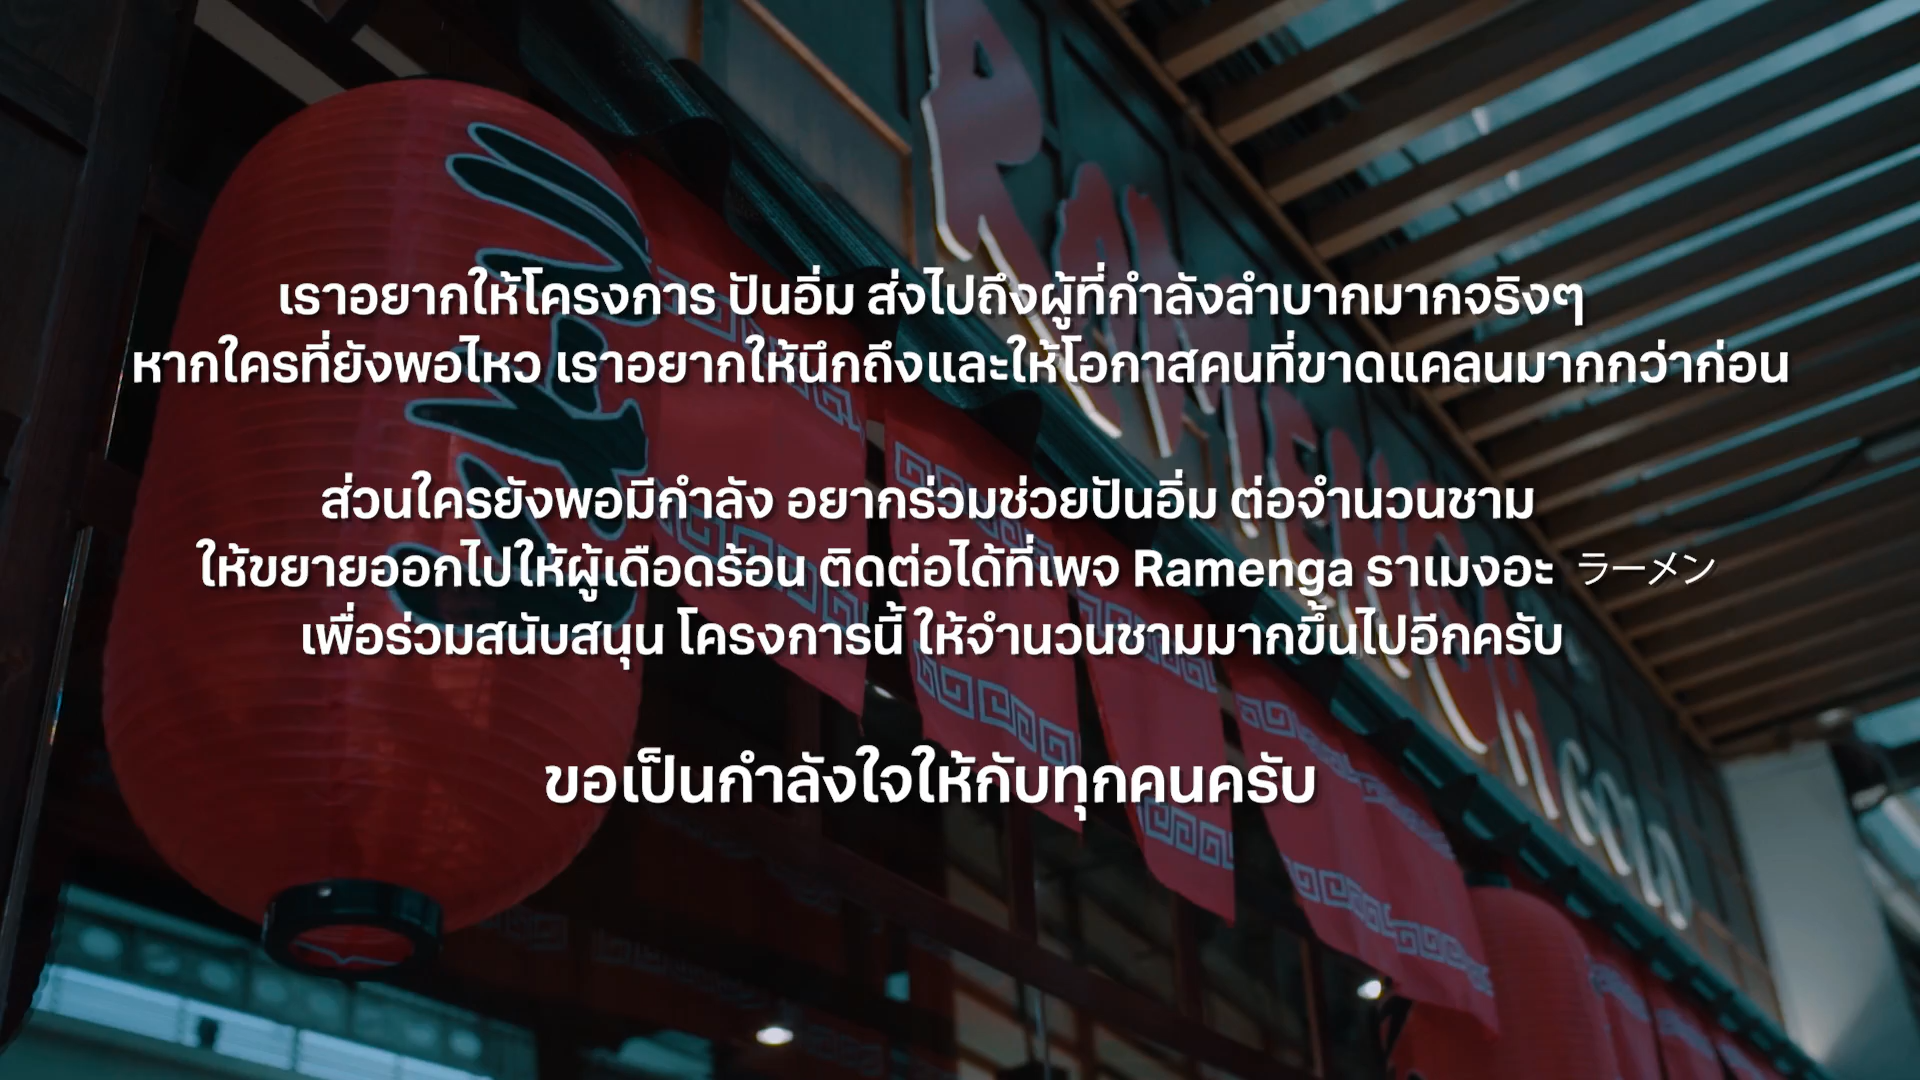 เราอยากให้โครงการ ปันอิ่ม ส่งไปถึงผู้ที่กำลังลำบากมากจริงๆ
หากใครที่ยังพอไหว เราอยากให้นึกถึงและให้โอกาสคนที่ขาดแคลนมากกว่าก่อน
ส่วนใครยังพอมีกำลัง อยากร่วมช่วยปันอิ่ม ต่อจำนวนชาม
ให้ขยายออกไปให้ผู้เดือดร้อน ติดต่อได้ที่เพจ Ramenga ราเมงอะ ラーメン
เพื่อร่วมสนับสนุน โครงการนี้ ให้จำนวนชามมากขึ้นไปอีกครับ
ขอเป็นกำลังใจให้กับทุกคนครับ
GOLD